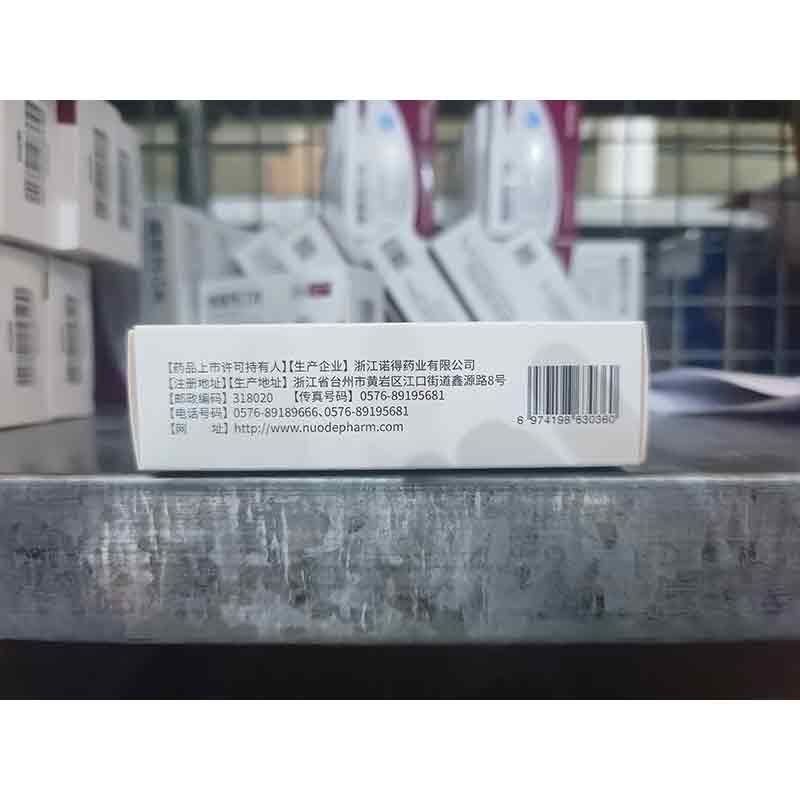 【药品上市许可持有人】【生产企业】浙江诺得药业有限公司
【注册地址】【生产地址】浙江省台州市黄岩区江口街道鑫源路8号
【邮政编码】318020 【传真号码】0576-89195681
【电话号码】0576-89189666、0576-89195681
【网 址】http://www.nuodepharm.com
6 974198 630360